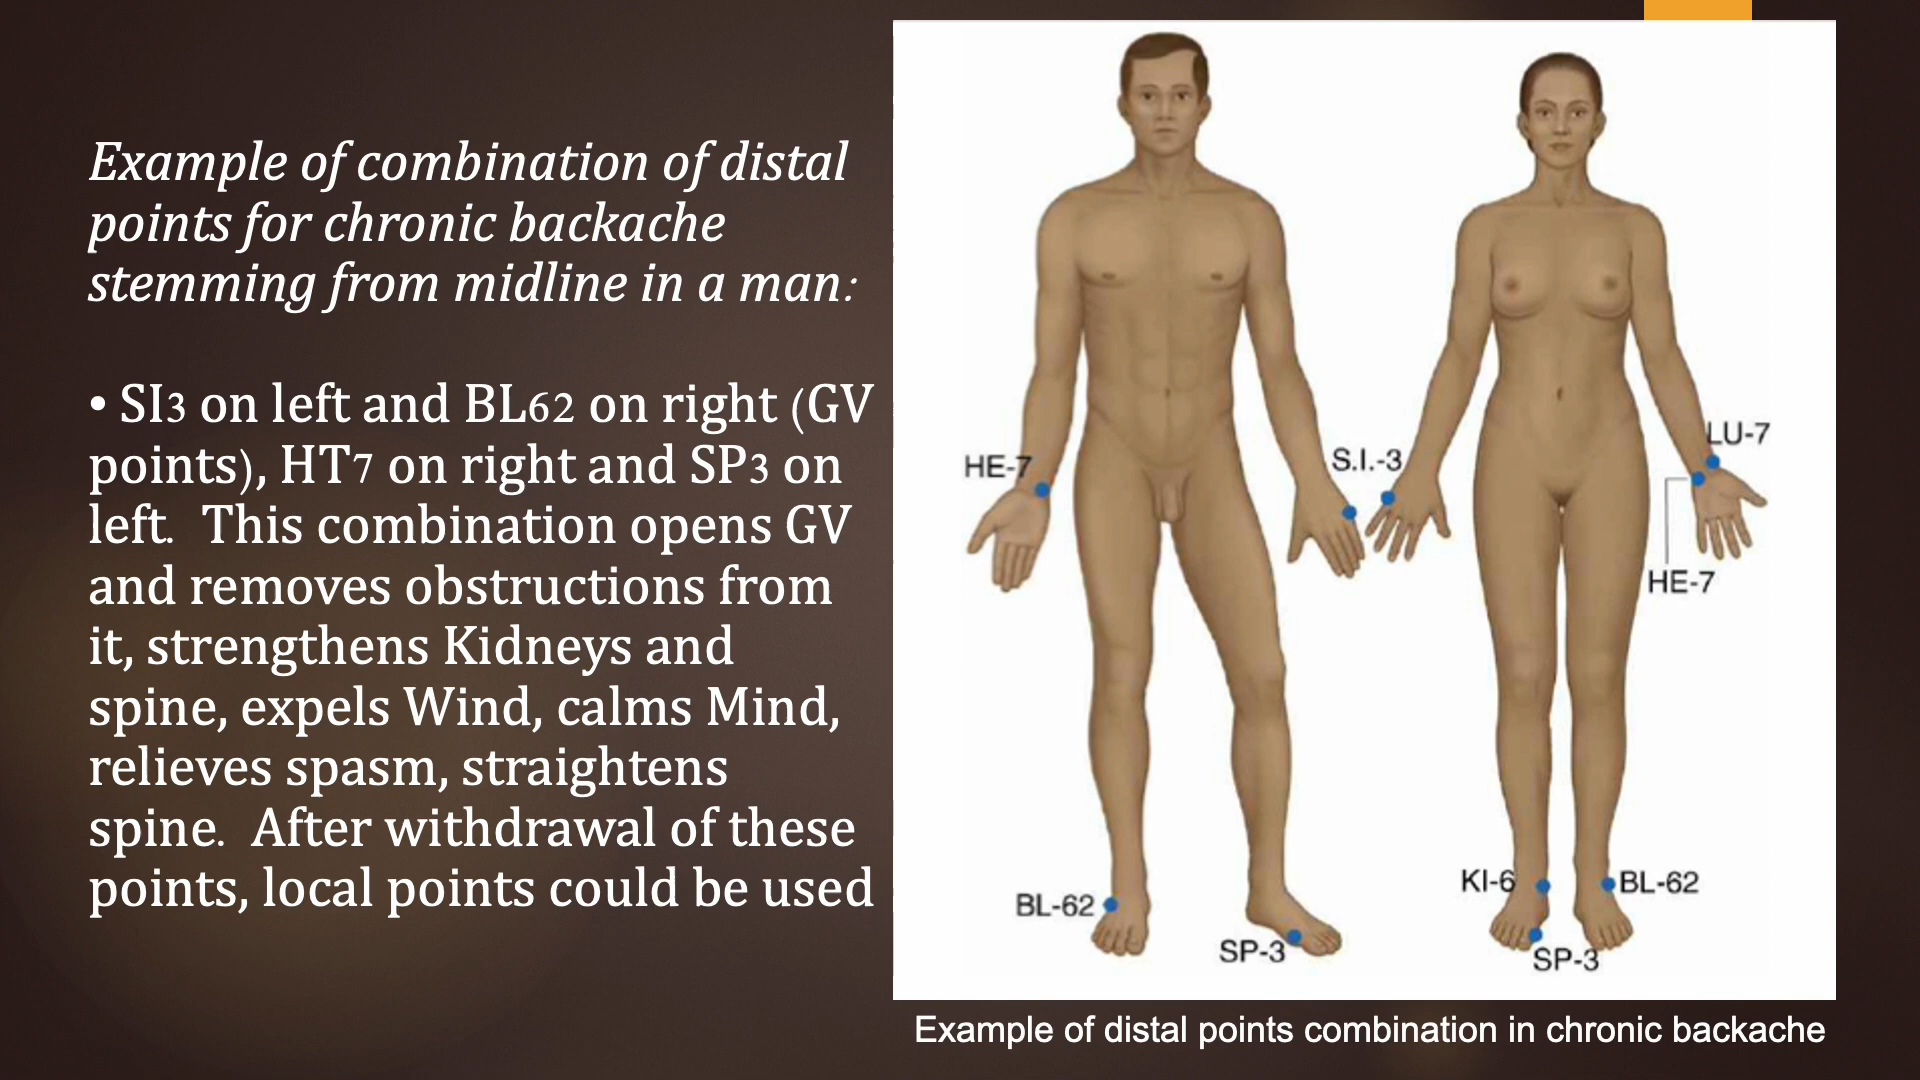 Example of combination of distal
points for chronic backache
stemming from midline in a man:
• SI3 on left and BL62 on right (GV
points), HT7 on right and SP3 on
left.  This combination opens GV
and removes obstructions from
it, strengthens Kidneys and
spine, expels Wind, calms Mind,
relieves spasm, straightens
spine.  After withdrawal of these
points, local points could be used
HE-7
S.I.-3
LU-7
HE-7
BL-62
SP-3
KI-6
BL-62
SP-3
Example of distal points combination in chronic backache